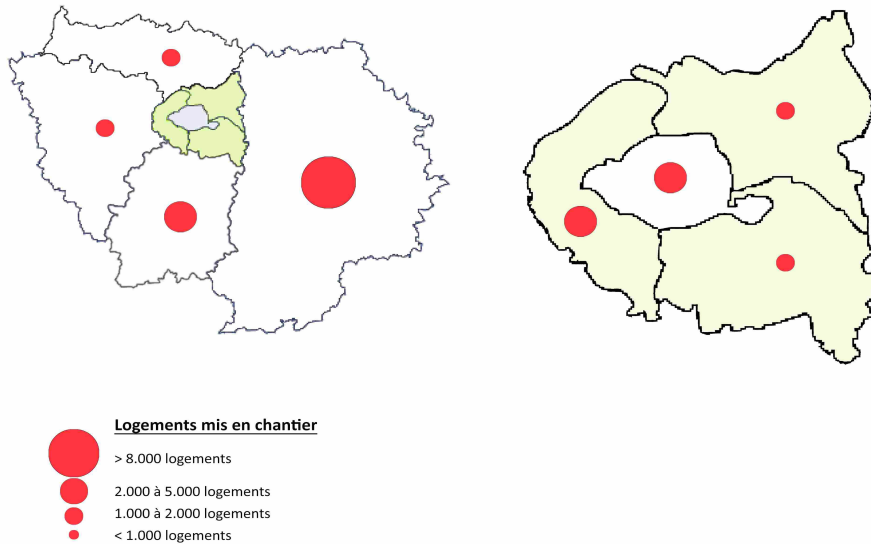 Logements mis en chantier
> 8.000 logements
2.000 à 5.000 logements
1.000 à 2.000 logements
< 1.000 logements